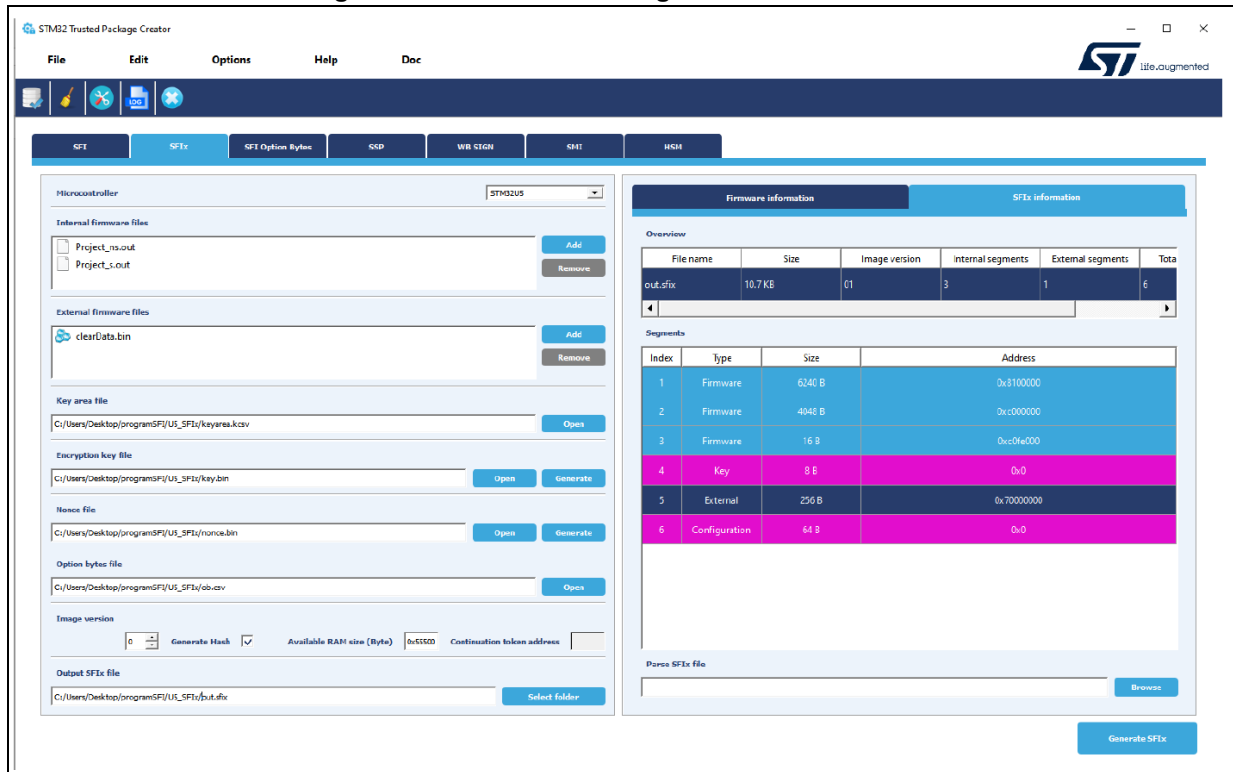 STM32 Trusted Package Creator
File Edit Options Help Doc
ST life.augmented
LOG
SFI SFIx SFI Option Bytes SSP WB SIGN SMI HSM
Microcontroller STM32U5
Internal firmware files
Project_ns.out
Project_s.out
Add
Remove
External firmware files
clearData.bin
Add
Remove
Key area file
C:/Users/Desktop/programSFI/U5_SFIx/keyarea.kcsv Open
Encryption key file
C:/Users/Desktop/programSFI/U5_SFIx/key.bin Open Generate
Nonce file
C:/Users/Desktop/programSFI/U5_SFIx/nonce.bin Open Generate
Option bytes file
C:/Users/Desktop/programSFI/U5_SFIx/ob.csv Open
Image version
0 Generate Hash Available RAM size (Byte) 0x55500 Continuation token address
Output SFIx file
C:/Users/Desktop/programSFI/U5_SFIx/out.sfix Select folder
Firmware information SFIx information
Overview
File name Size Image version Internal segments External segments Tota
out.sfix 10.7 KB 01 3 1 6
Segments
Index Type Size Address
1 Firmware 6240 B 0x8100000
2 Firmware 4048 B 0xc000000
3 Firmware 16 B 0xc0fe000
4 Key 8 B 0x0
5 External 256 B 0x70000000
6 Configuration 64 B 0x0
Parse SFIx file
Browse
Generate SFIx